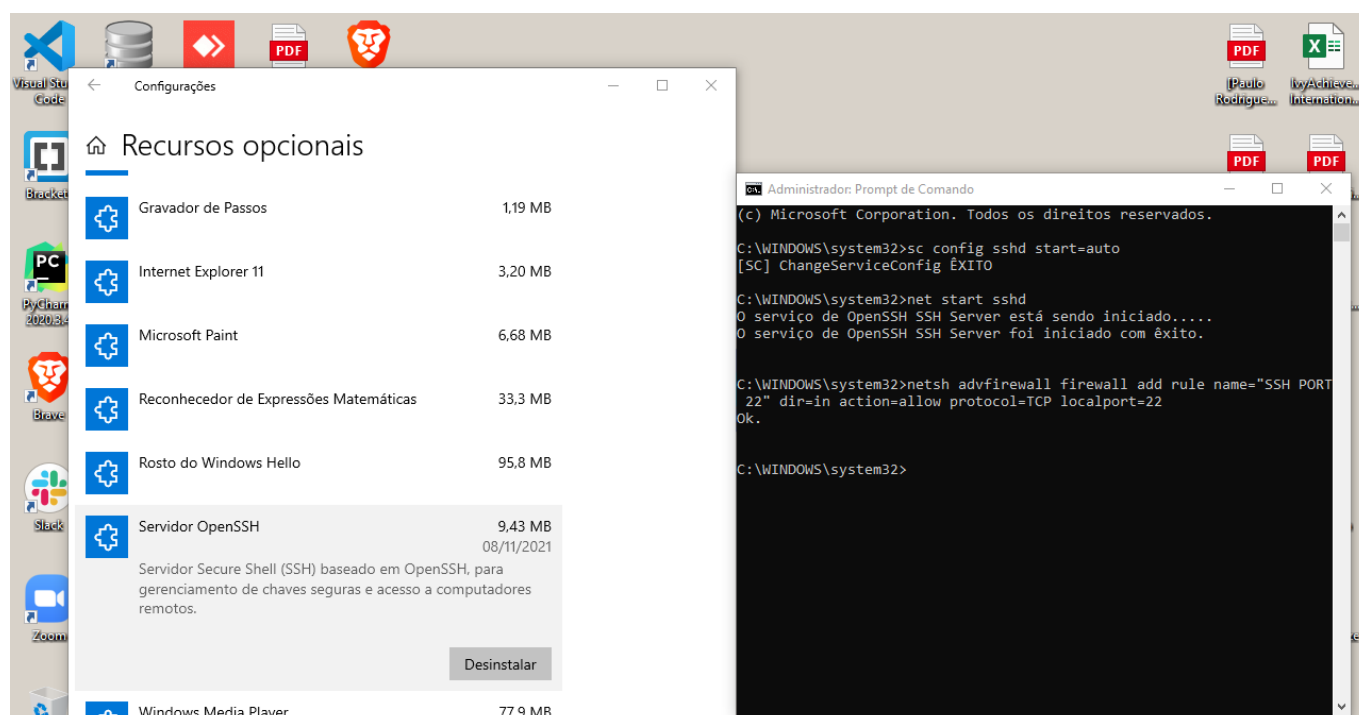 PDF
PDF
X
Visual Stu
Code
[Paulo
Rodrigue...
IvyAchieve...
Internation...
Configurações
Recursos opcionais
PDF
PDF
Bracket
Gravador de Passos
1,19 MB
Internet Explorer 11
3,20 MB
PC
PyCharm
2020.3....
Microsoft Paint
6,68 MB
Reconhecedor de Expressões Matemáticas
33,3 MB
Brave
Rosto do Windows Hello
95,8 MB
Slack
Servidor OpenSSH
9,43 MB
08/11/2021
Servidor Secure Shell (SSH) baseado em OpenSSH, para
gerenciamento de chaves seguras e acesso a computadores
remotos.
Zoom
Desinstalar
Windows Media Player
77,9 MB
Administrador: Prompt de Comando
(c) Microsoft Corporation. Todos os direitos reservados.
C:\WINDOWS\system32>sc config sshd start=auto
[SC] ChangeServiceConfig ÊXITO
C:\WINDOWS\system32>net start sshd
O serviço de OpenSSH SSH Server está sendo iniciado.....
O serviço de OpenSSH SSH Server foi iniciado com êxito.
C:\WINDOWS\system32>netsh advfirewall firewall add rule name="SSH PORT
22" dir=in action=allow protocol=TCP localport=22
Ok.
C:\WINDOWS\system32>